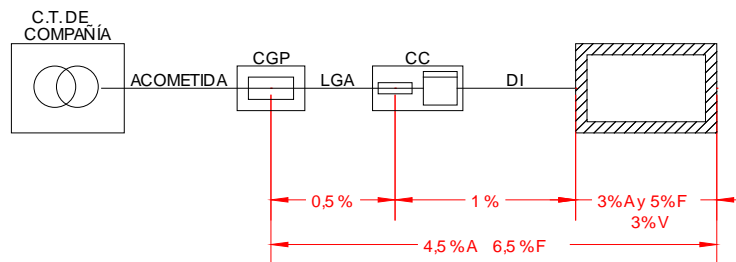 C.T. DE
COMPAÑÍA
ACOMETIDA
CGP
LGA
CC
DI
0,5 %
1 %
3%A y 5%F
3%V
4,5%A 6,5%F